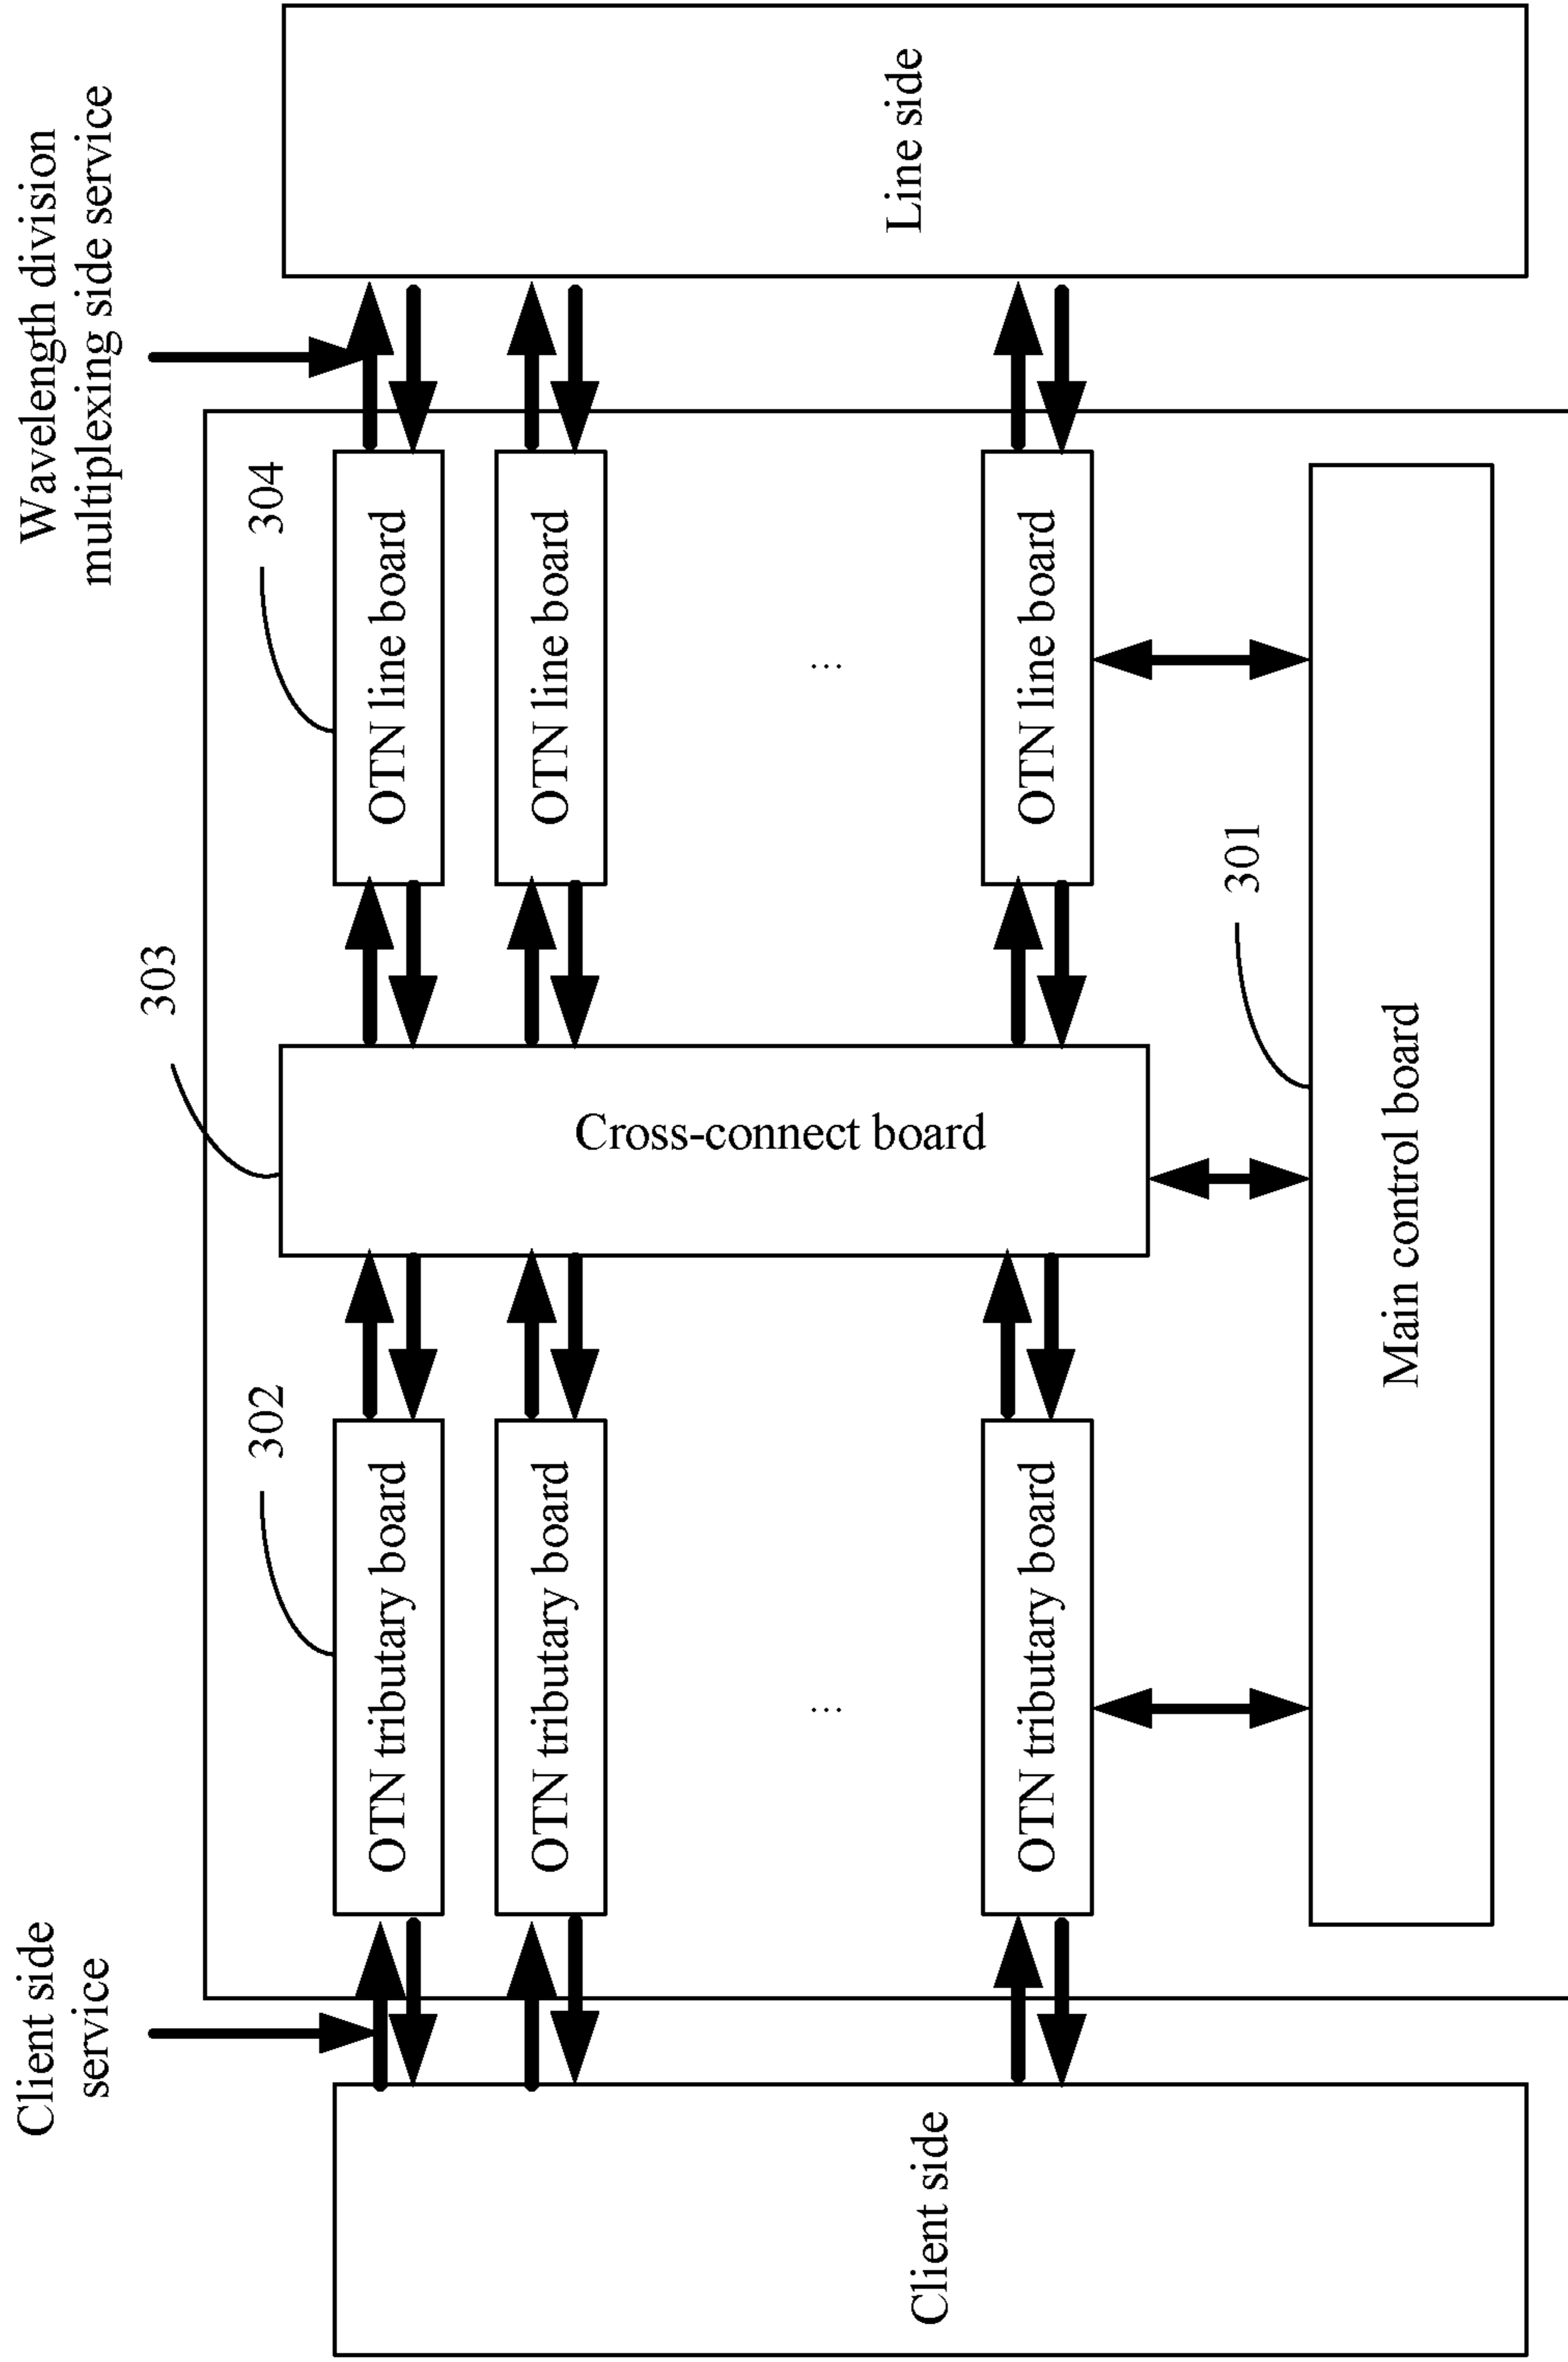 Client side
service
Wavelength division
multiplexing side service
303
302
304
OTN tributary board
OTN line board
OTN tributary board
OTN line board
Client side
Cross-connect board
Line side
...
...
OTN tributary board
OTN line board
301
Main control board